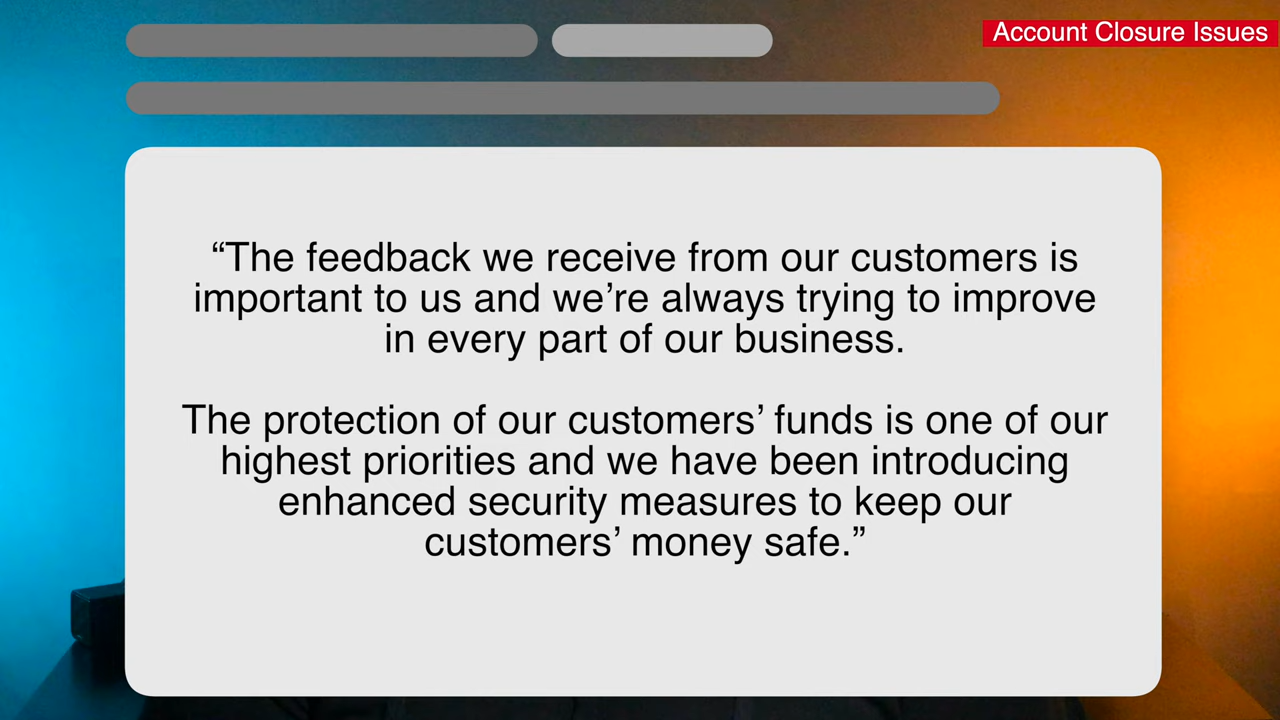 Account Closure Issues
“The feedback we receive from our customers is
important to us and we’re always trying to improve
in every part of our business.
The protection of our customers’ funds is one of our
highest priorities and we have been introducing
enhanced security measures to keep our
customers’ money safe.”